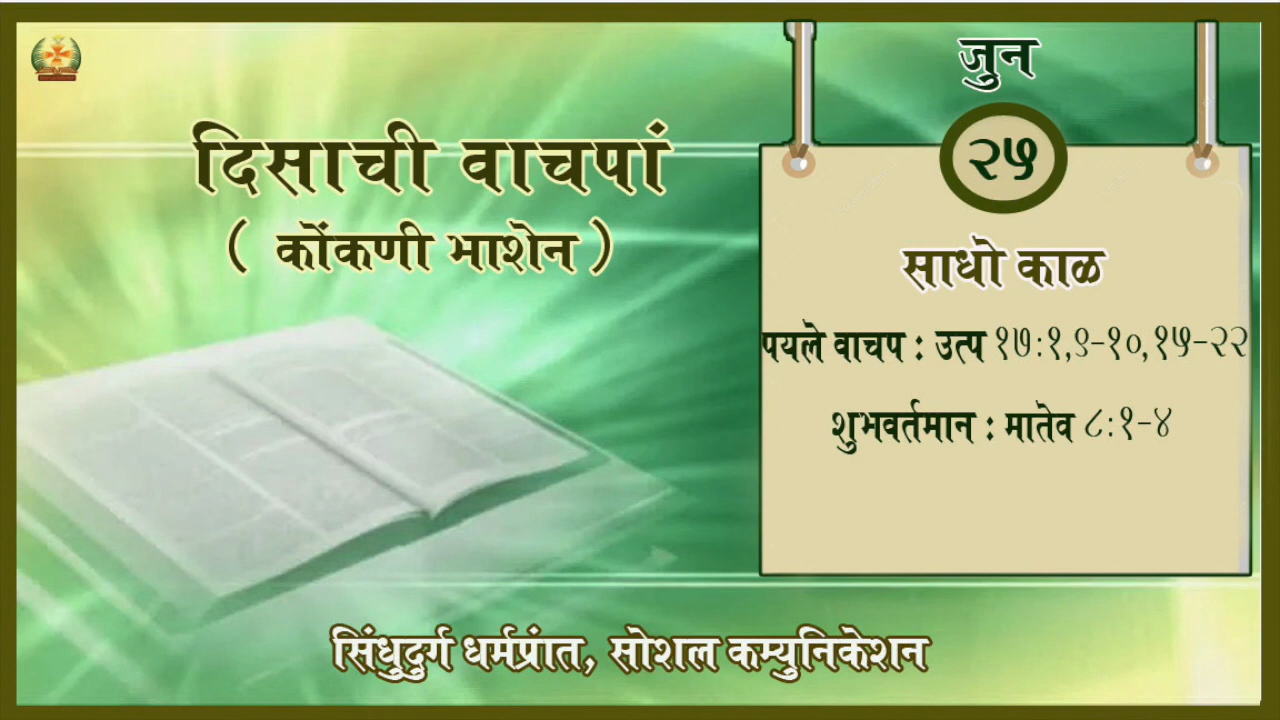 दिसाची वाचपां
( कोंकणी भाशेन )
जुन
२५
साधो काळ
पयले वाचप : उत्प १७:१,९-१०,१५-२२
शुभवर्तमान : मातेव ८:१-४
सिंधुदुर्ग धर्मप्रांत, सोशल कम्युनिकेशन